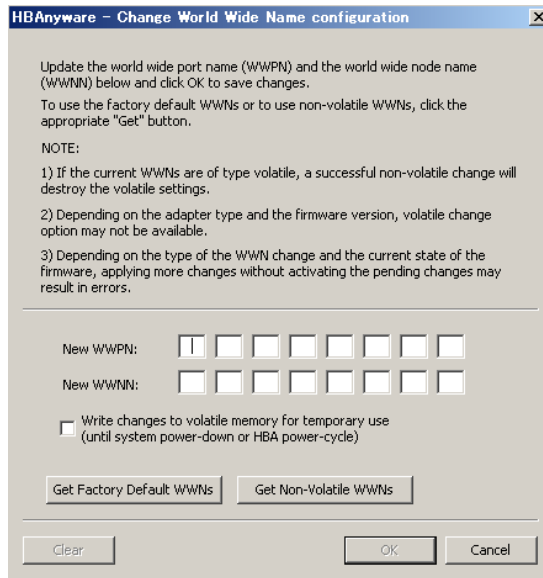 HBAnyware - Change World Wide Name configuration
Update the world wide port name (WWPN) and the world wide node name
(WWNN) below and click OK to save changes.
To use the factory default WWNs or to use non-volatile WWNs, click the
appropriate "Get" button.
NOTE:
1) If the current WWNs are of type volatile, a successful non-volatile change will
destroy the volatile settings.
2) Depending on the adapter type and the firmware version, volatile change
option may not be available.
3) Depending on the type of the WWN change and the current state of the
firmware, applying more changes without activating the pending changes may
result in errors.
New WWPN:
New WWNN:
Write changes to volatile memory for temporary use
(until system power-down or HBA power-cycle)
Get Factory Default WWNs Get Non-Volatile WWNs
Clear OK Cancel